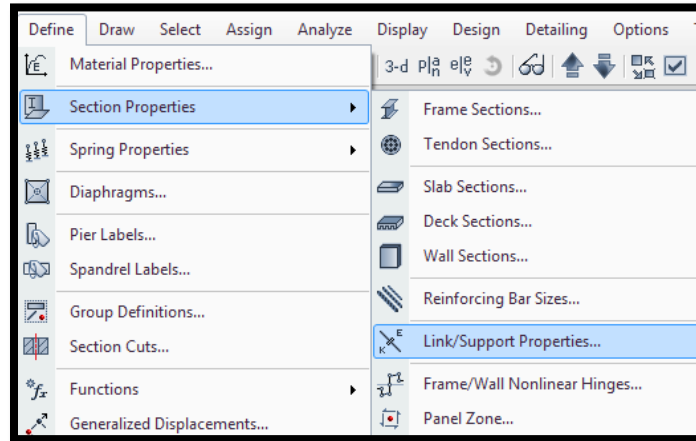 Define Draw Select Assign Analyze Display Design Detailing Options
Material Properties...
3-d
Section Properties
Frame Sections...
Tendon Sections...
Spring Properties
Slab Sections...
Diaphragms...
Deck Sections...
Pier Labels...
Wall Sections...
Spandrel Labels...
Reinforcing Bar Sizes...
Group Definitions...
Link/Support Properties...
Section Cuts...
Frame/Wall Nonlinear Hinges...
Functions
Panel Zone...
Generalized Displacements...